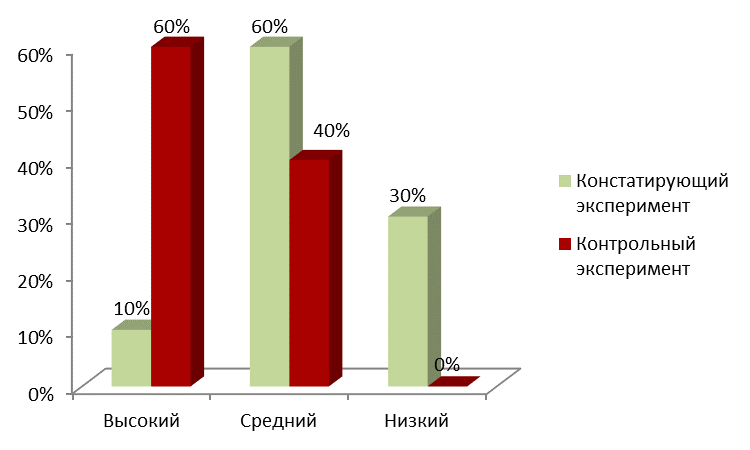 60%
60%
60%
50%
40%
40%
30%
30%
20%
10%
10%
0%
0%
Высокий
Средний
Низкий
Констатирующий
эксперимент
Контрольный
эксперимент